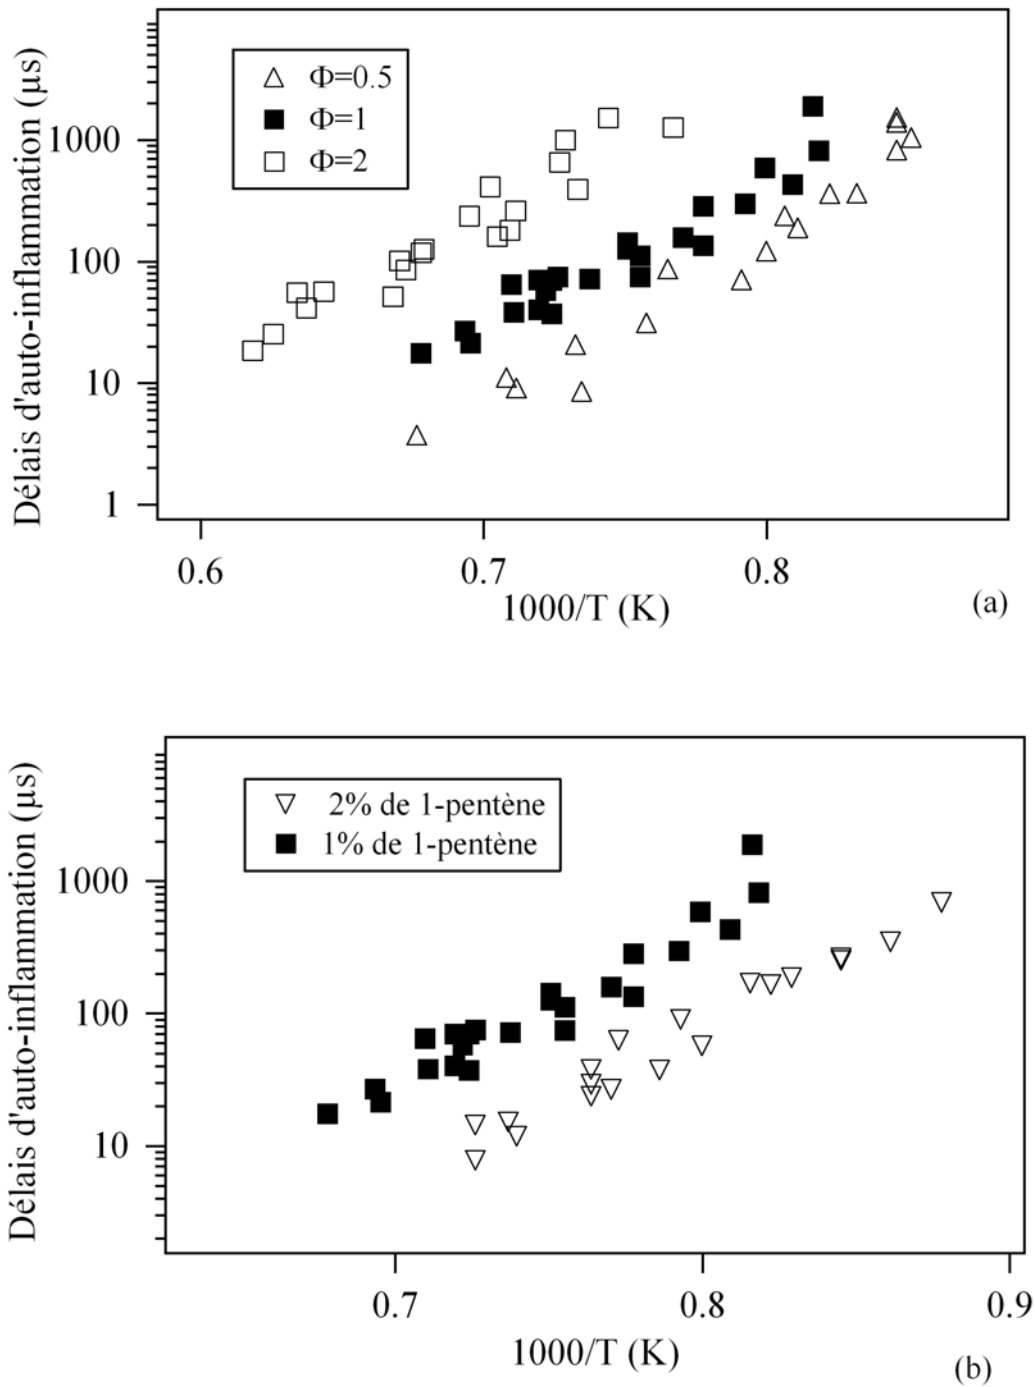 Délais d'auto-inflammation (µs)
Φ=0.5
Φ=1
Φ=2
1000
100
10
1
0.6 0.7 0.8
1000/T (K)
(a)
Délais d'auto-inflammation (µs)
2% de 1-pentène
1% de 1-pentène
1000
100
10
0.7 0.8 0.9
1000/T (K)
(b)